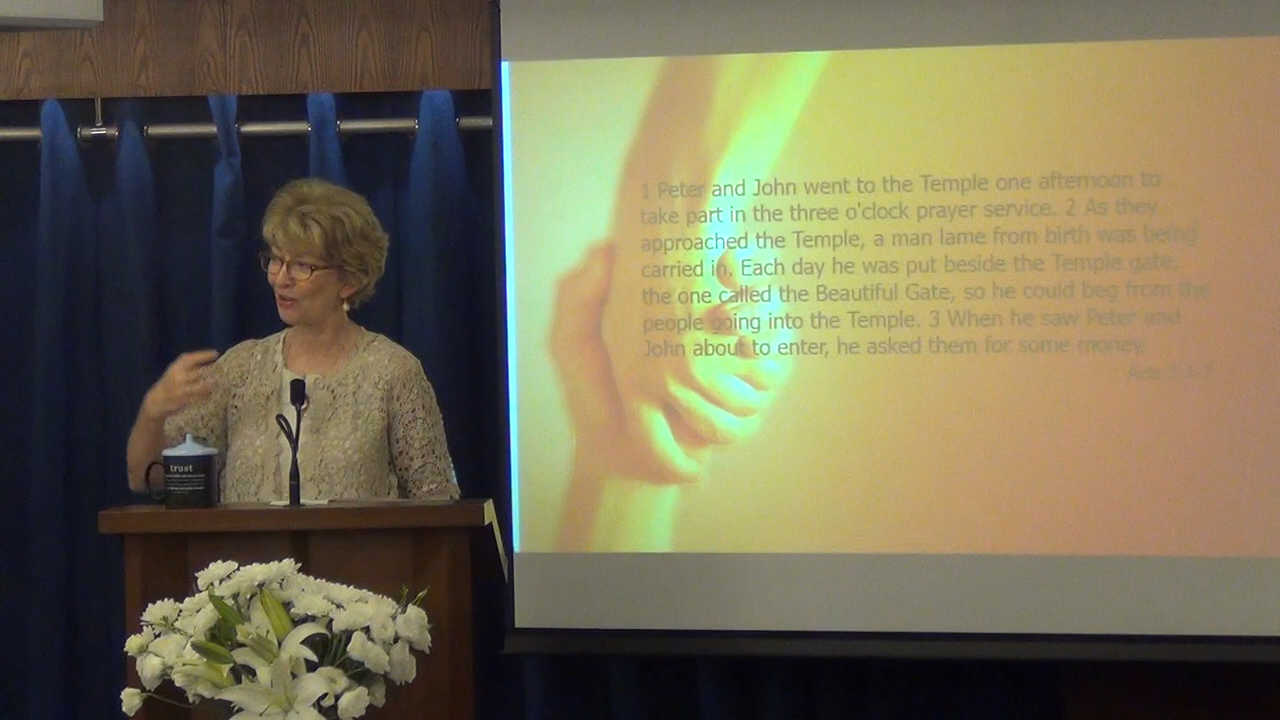 trust
1 Peter and John went to the Temple one afternoon to
take part in the three o'clock prayer service. 2 As they
approached the Temple, a man lame from birth was being
carried in. Each day he was put beside the Temple gate,
the one called the Beautiful Gate, so he could beg from the
people going into the Temple. 3 When he saw Peter and
John about to enter, he asked them for some money.
Acts 3:1-3